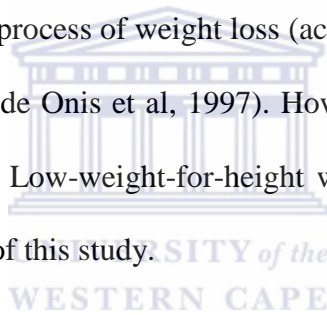 process of weight loss (ac
de Onis et al, 1997). How
Low-weight-for-height w
of this study.
UNIVERSITY of the
WESTERN CAPE